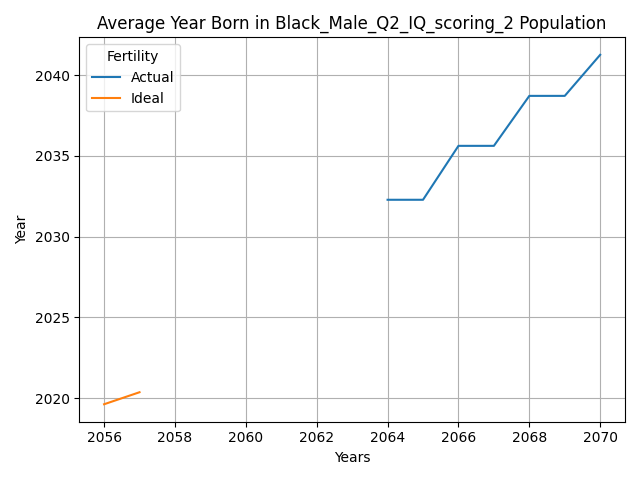 Average Year Born in Black_Male_Q2_IQ_scoring_2 Population
Fertility
Actual
Ideal
2040
2035
2030
2025
2020
Year
2056 2058 2060 2062 2064 2066 2068 2070
Years